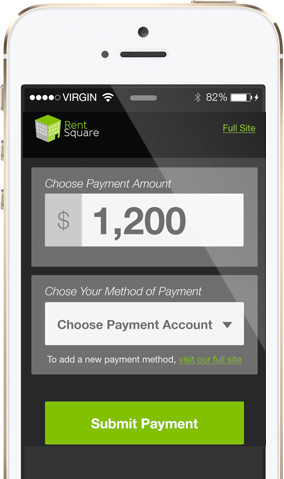 VIRGIN 82%
Rent
Square
Full Site
Choose Payment Amount
$ 1,200
Chose Your Method of Payment
Choose Payment Account
To add a new payment method, visit our full site
Submit Payment